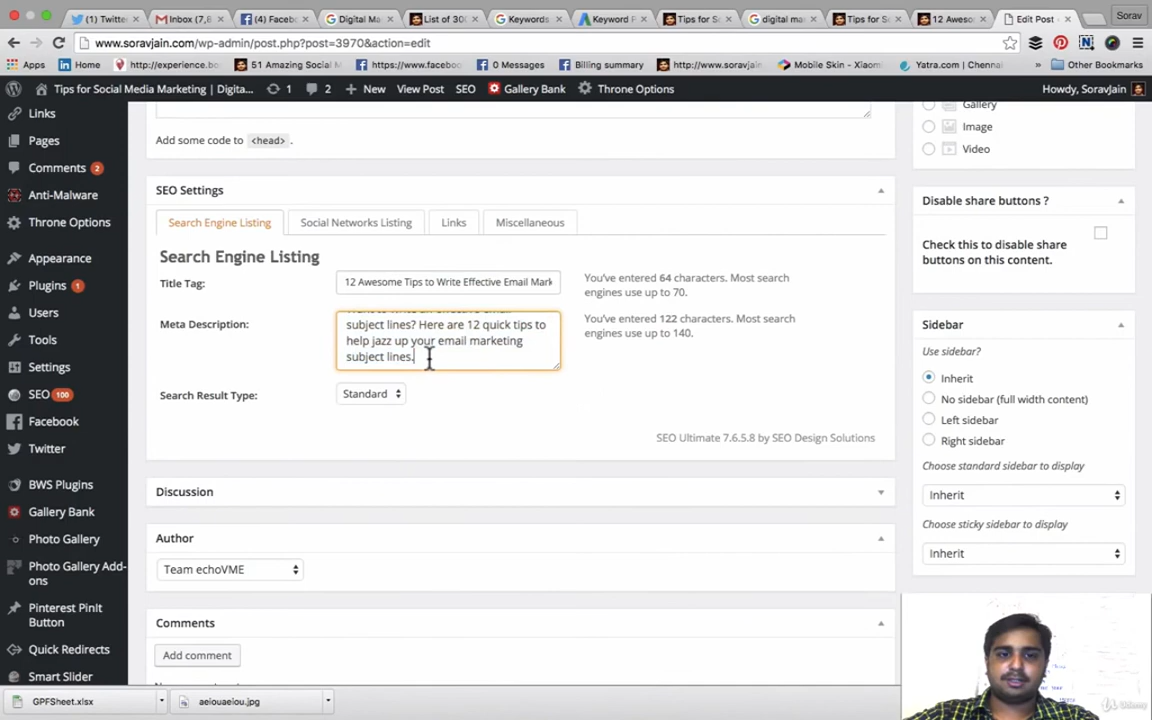 (1) Twitter
Inbox (7,8
(4) Faceb
Digital M
List of 30
Keywords
Keyword
Tips for S
digital ma
Tips for S
12 Aweso
Edit Post
Sorav
www.soravjain.com/wp-admin/post.php?post=3970&action=edit
Apps
Home
http://experience.bo
51 Amazing Social M
https://www.faceboo
0 Messages
Billing summary
http://www.soravjain
Mobile Skin - Xiaom
Yatra.com | Chennai
»
Other Bookmarks
Tips for Social Media Marketing | Digita...
1
2
+ New
View Post
SEO
Gallery Bank
Throne Options
Howdy, SoravJain
Links
Pages
Comments 2
Anti-Malware
Throne Options
Appearance
Plugins 1
Users
Tools
Settings
SEO 100
Facebook
Twitter
BWS Plugins
Gallery Bank
Photo Gallery
Photo Gallery Add-
ons
Pinterest PinIt
Button
Quick Redirects
Smart Slider
Add some code to <head> .
SEO Settings
Search Engine Listing
Social Networks Listing
Links
Miscellaneous
Search Engine Listing
Title Tag:
12 Awesome Tips to Write Effective Email Mark
You've entered 64 characters. Most search
engines use up to 70.
Meta Description:
subject lines? Here are 12 quick tips to
help jazz up your email marketing
subject lines.
You've entered 122 characters. Most search
engines use up to 140.
Search Result Type:
Standard
SEO Ultimate 7.6.5.8 by SEO Design Solutions
Discussion
Author
Team echoVME
Comments
Add comment
Gallery
Image
Video
Disable share buttons ?
Check this to disable share
buttons on this content.
Sidebar
Use sidebar?
Inherit
No sidebar (full width content)
Left sidebar
Right sidebar
Choose standard sidebar to display
Inherit
Choose sticky sidebar to display
Inherit
GPFSheet.xlsx
aeiouaeiou.jpg
Udemy